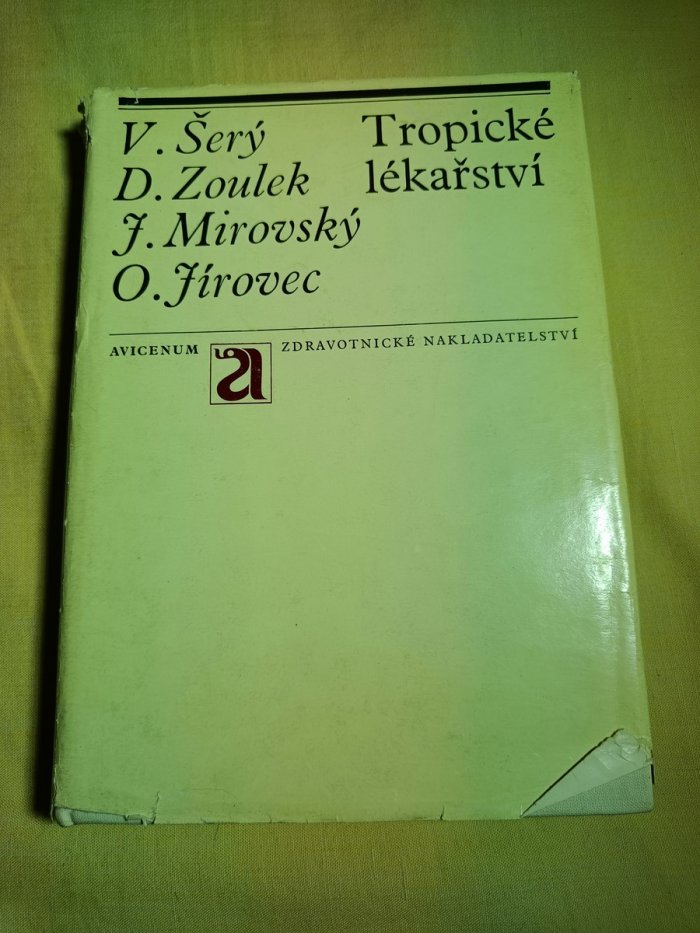 V. Šerý
D. Zoulek
J. Mirovský
O. Jírovec
Tropické
lékařství
AVICENUM
a
ZDRAVOTNICKÉ NAKLADATELSTVÍ